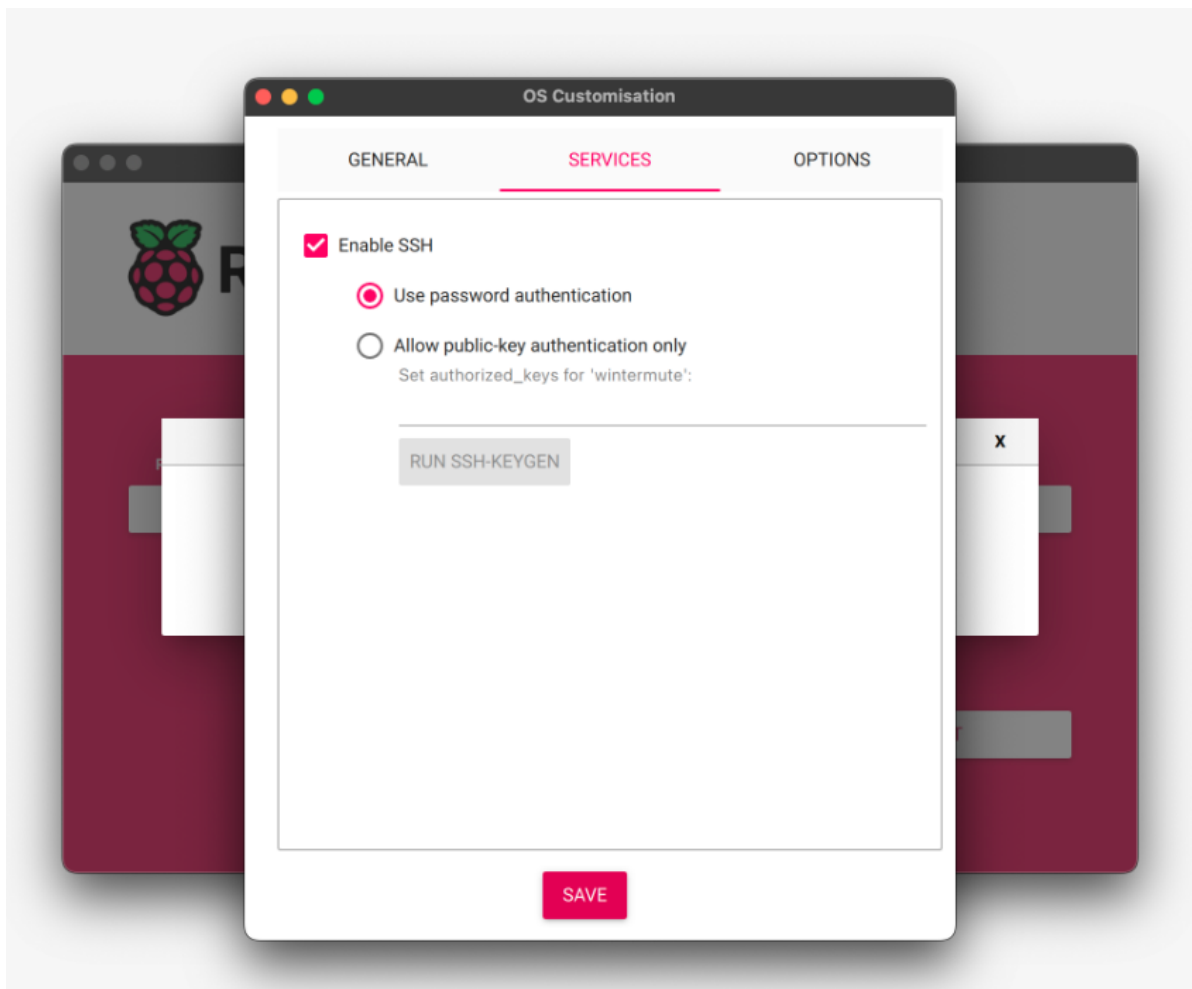 OS Customisation
GENERAL
SERVICES
OPTIONS
Enable SSH
Use password authentication
Allow public-key authentication only
Set authorized_keys for 'wintermute':
RUN SSH-KEYGEN
X
SAVE